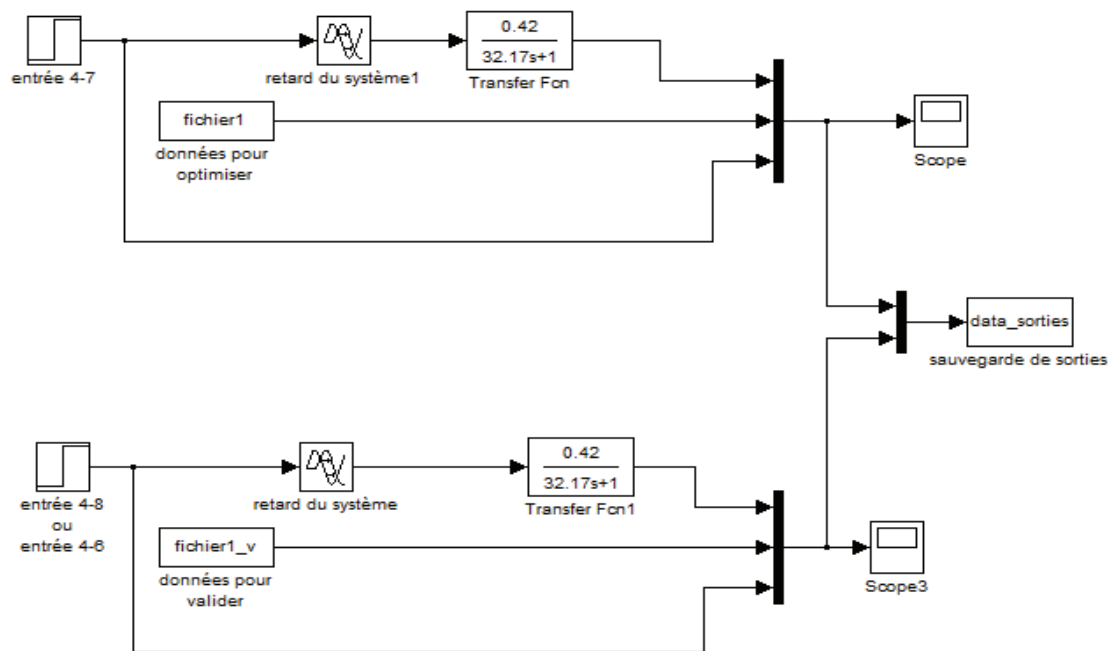 entrée 4-7
retard du système1
0.42
32.17s+1
Transfer Fcn
fichier1
données pour
optimiser
Scope
data_sorties
sauvegarde de sorties
entrée 4-8
ou
entrée 4-6
retard du système
0.42
32.17s+1
Transfer Fcn1
fichier1_v
données pour
valider
Scope3